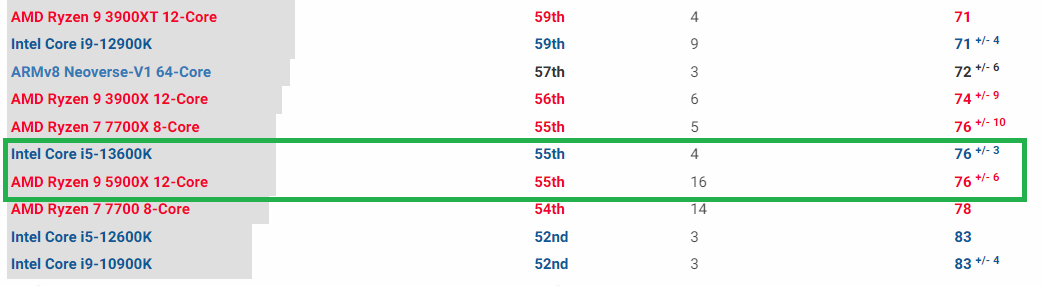 AMD Ryzen 9 3900XT 12-Core 59th 4 71
Intel Core i9-12900K 59th 9 71 +/- 4
ARMv8 Neoverse-V1 64-Core 57th 3 72 +/- 6
AMD Ryzen 9 3900X 12-Core 56th 6 74 +/- 9
AMD Ryzen 7 7700X 8-Core 55th 5 76 +/- 10
Intel Core i5-13600K 55th 4 76 +/- 3
AMD Ryzen 9 5900X 12-Core 55th 16 76 +/- 6
AMD Ryzen 7 7700 8-Core 54th 14 78
Intel Core i5-12600K 52nd 3 83
Intel Core i9-10900K 52nd 3 83 +/- 4